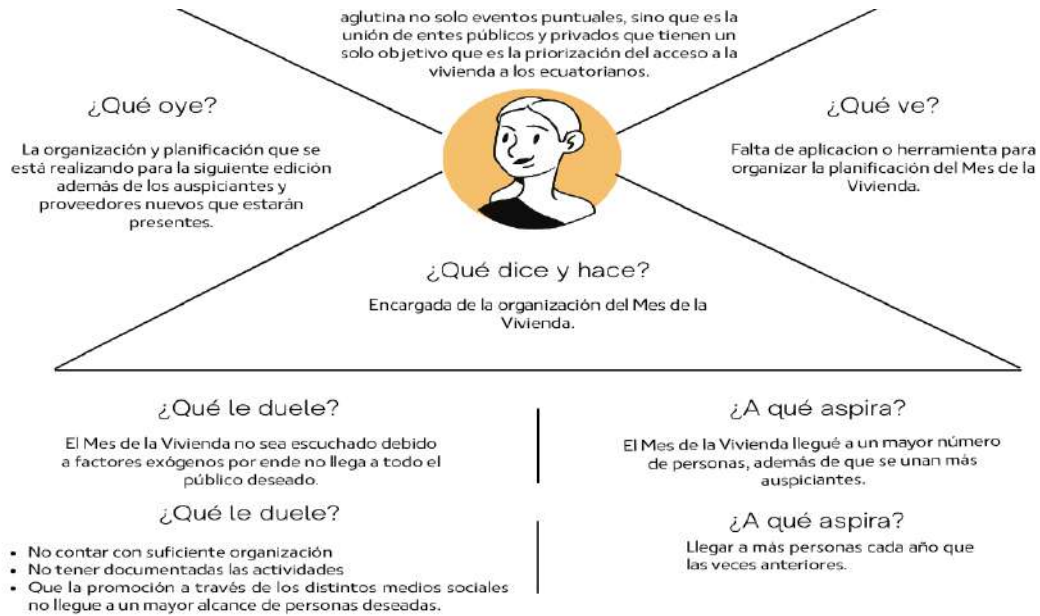 aglutina no solo eventos puntuales, sino que es la
unión de entes públicos y privados que tienen un
solo objetivo que es la priorización del acceso a la
vivienda a los ecuatorianos.
¿Qué oye?
La organización y planificación que se
está realizando para la siguiente edición
además de los auspiciantes y
proveedores nuevos que estarán
presentes.
¿Qué ve?
Falta de aplicacion o herramienta para
organizar la planificación del Mes de la
Vivienda.
¿Qué dice y hace?
Encargada de la organización del Mes de la
Vivienda.
¿Qué le duele?
El Mes de la Vivienda no sea escuchado debido
a factores exógenos por ende no llega a todo el
público deseado.
¿A qué aspira?
El Mes de la Vivienda llegué a un mayor número
de personas, además de que se unan más
auspiciantes.
¿Qué le duele?
• No contar con suficiente organización
• No tener documentadas las actividades
• Que la promoción a través de los distintos medios sociales
no llegue a un mayor alcance de personas deseadas.
¿A qué aspira?
Llegar a más personas cada año que
las veces anteriores.